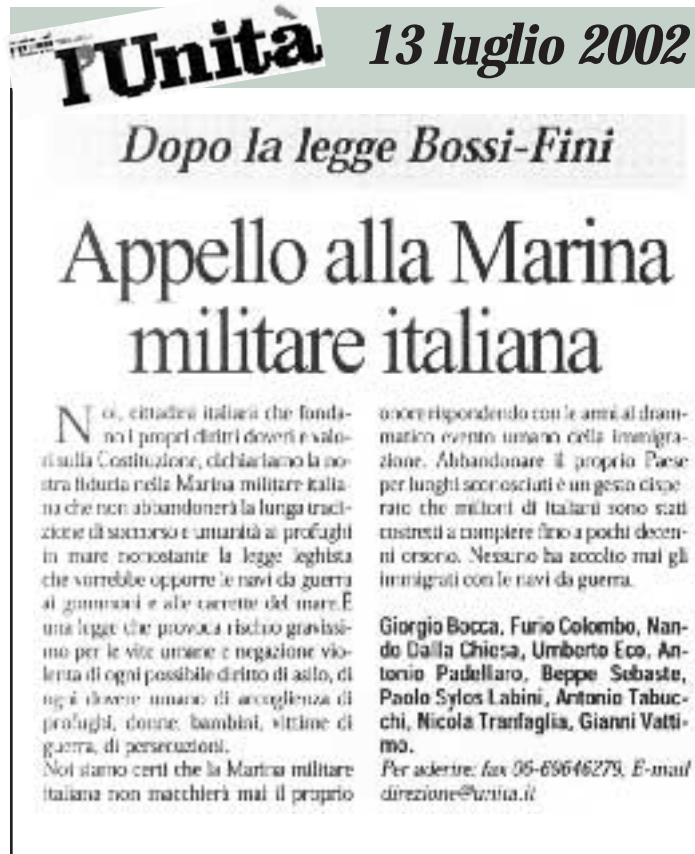 l'Unità
13 luglio 2002
Dopo la legge Bossi-Fini
Appello alla Marina
militare italiana
Noi, cittadini italiani che fonda-
no i propri diritti doveri e valo-
ri sulla Costituzione, dichiariamo la no-
stra fiducia nella Marina militare italia-
na che non abbandonerà la lunga tradi-
zione di soccorso e umanità ai profughi
in mare nonostante la legge leghista
che vorrebbe opporre le navi da guerra
ai gommoni e alle carrette del mare.È
una legge che provoca rischio gravissi-
mo per le vite umane e negazione vio-
lenta di ogni possibile diritto di asilo, di
ogni dovere umano di accoglienza di
profughi, donne, bambini, vittime di
guerra, di persecuzioni.
Noi siamo certi che la Marina militare
italiana non macchierà mai il proprio
onore rispondendo con le armi al dram-
matico evento umano della immigra-
zione. Abbandonare il proprio Paese
per luoghi sconosciuti è un gesto dispe-
rato che milioni di italiani sono stati
costretti a compiere fino a pochi decen-
ni orsono. Nessuno ha accolto mai gli
immigrati con le navi da guerra.
Giorgio Bocca, Furio Colombo, Nan-
do Dalla Chiesa, Umberto Eco, An-
tonio Padellaro, Beppe Sebaste,
Paolo Sylos Labini, Antonio Tabuc-
chi, Nicola Tranfaglia, Gianni Vatti-
mo.
Per aderire: fax 06-69646279, E-mail
direzione@unita.it